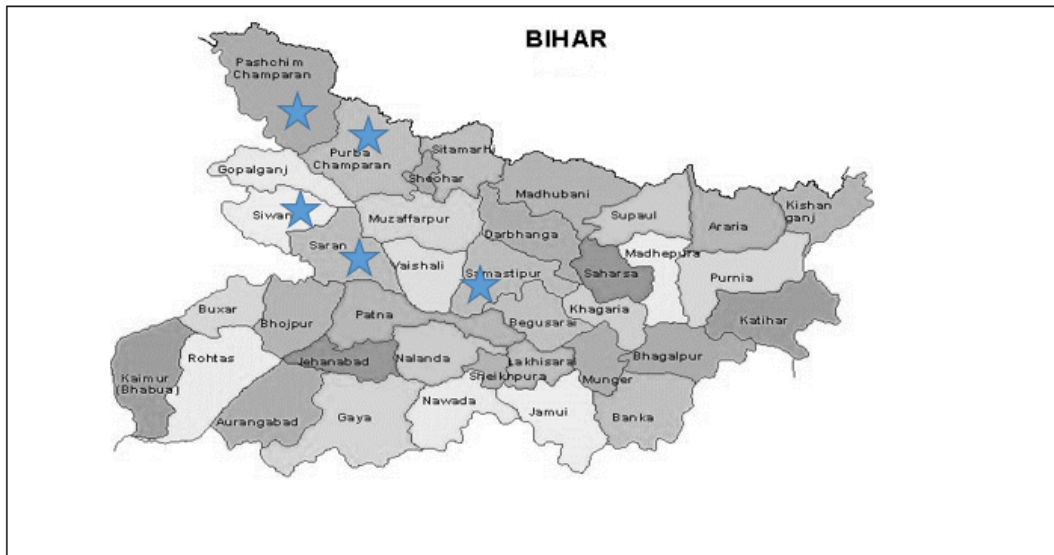 BIHAR
Pashchim
Champaran
Purba
Champaran
Sitamarhi
Sheohar
Gopalganj
Madhubani
Kishan
ganj
Siwan
Muzaffarpur
Supaul
Araria
Darbhanga
Saran
Vaishali
Samastipur
Saharsa
Madhepura
Purnia
Buxar
Bhojpur
Patna
Begusarai
Khagaria
Katihar
Rohtas
Jehanabad
Nalanda
Lakhisarai
Bhagalpur
Kaimur
(Bhabua)
Sheikhpura
Munger
Aurangabad
Gaya
Nawada
Jamui
Banka